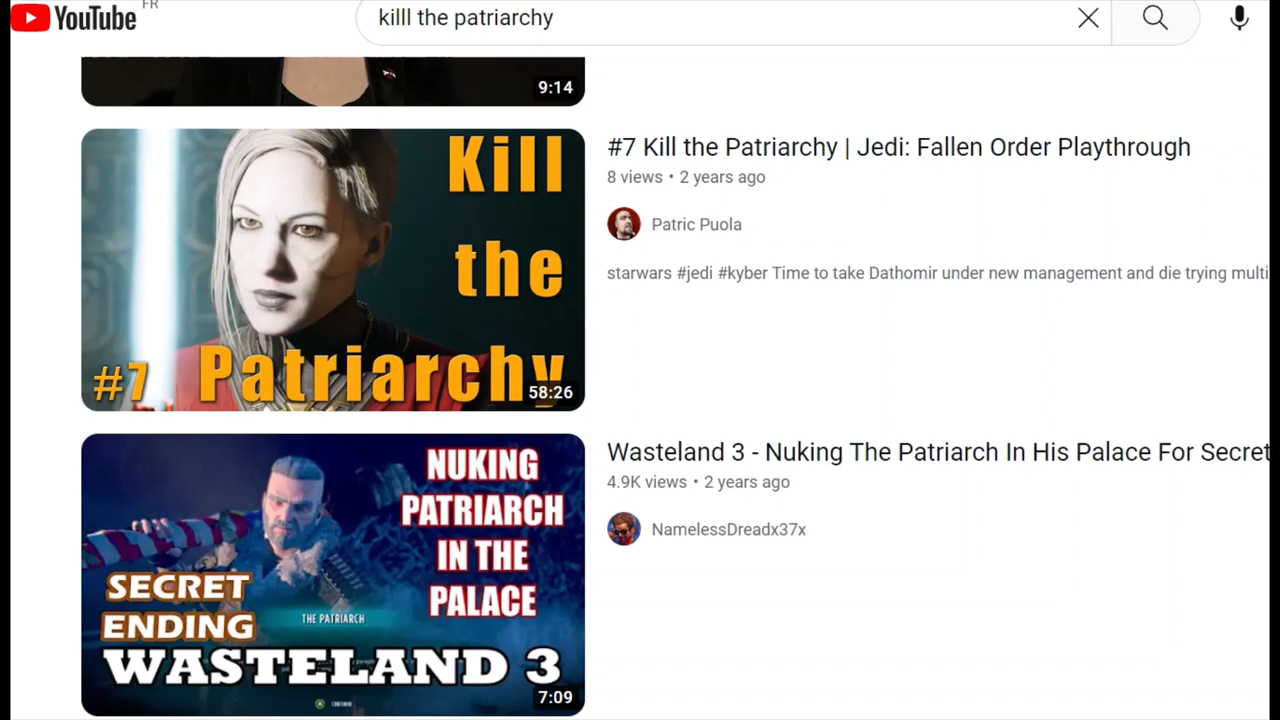 YouTube FR
killl the patriarchy
9:14
Kill
the
Patriarchy
#7
58:26
#7 Kill the Patriarchy | Jedi: Fallen Order Playthrough
8 views • 2 years ago
Patric Puola
starwars #jedi #kyber Time to take Dathomir under new management and die trying multi
NUKING
PATRIARCH
IN THE
PALACE
SECRET
ENDING
THE PATRIARCH
WASTELAND 3
CONTINUE
7:09
Wasteland 3 - Nuking The Patriarch In His Palace For Secret
4.9K views • 2 years ago
NamelessDreadx37x